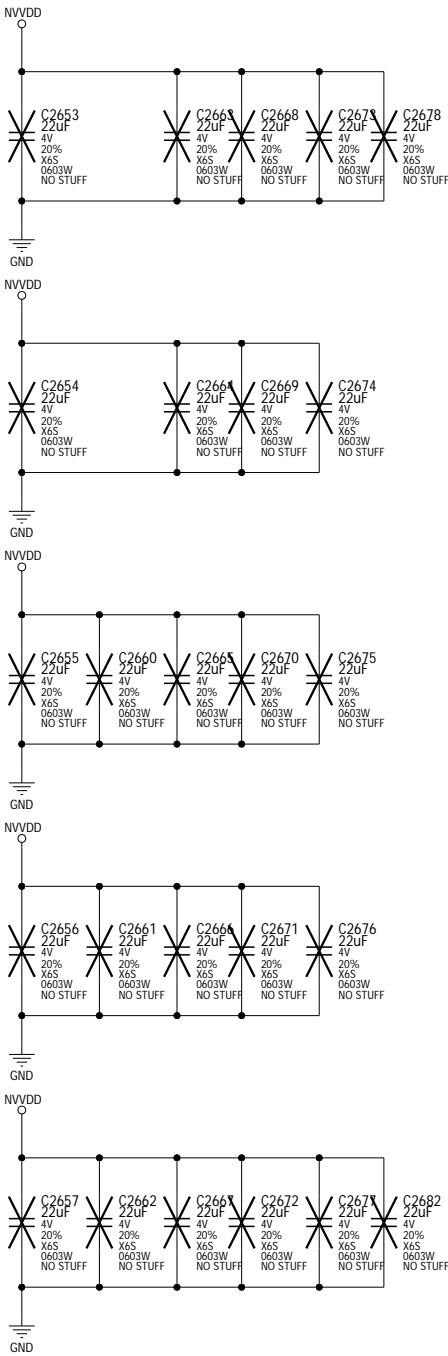 NVVDD
C2653 C2663 C2668 C2673 C2678
22uF 22uF 22uF 22uF 22uF
4V 4V 4V 4V 4V
20% 20% 20% 20% 20%
X6S X6S X6S X6S X6S
0603W 0603W 0603W 0603W 0603W
NO STUFF NO STUFF NO STUFF NO STUFF NO STUFF
GND
NVVDD
C2654 C2664 C2669 C2674
22uF 22uF 22uF 22uF
4V 4V 4V 4V
20% 20% 20% 20%
X6S X6S X6S X6S
0603W 0603W 0603W 0603W
NO STUFF NO STUFF NO STUFF NO STUFF
GND
NVVDD
C2655 C2660 C2665 C2670 C2675
22uF 22uF 22uF 22uF 22uF
4V 4V 4V 4V 4V
20% 20% 20% 20% 20%
X6S X6S X6S X6S X6S
0603W 0603W 0603W 0603W 0603W
NO STUFF NO STUFF NO STUFF NO STUFF NO STUFF
GND
NVVDD
C2656 C2661 C2666 C2671 C2676
22uF 22uF 22uF 22uF 22uF
4V 4V 4V 4V 4V
20% 20% 20% 20% 20%
X6S X6S X6S X6S X6S
0603W 0603W 0603W 0603W 0603W
NO STUFF NO STUFF NO STUFF NO STUFF NO STUFF
GND
NVVDD
C2657 C2662 C2667 C2672 C2677 C2682
22uF 22uF 22uF 22uF 22uF 22uF
4V 4V 4V 4V 4V 4V
20% 20% 20% 20% 20% 20%
X6S X6S X6S X6S X6S X6S
0603W 0603W 0603W 0603W 0603W 0603W
NO STUFF NO STUFF NO STUFF NO STUFF NO STUFF NO STUFF
GND